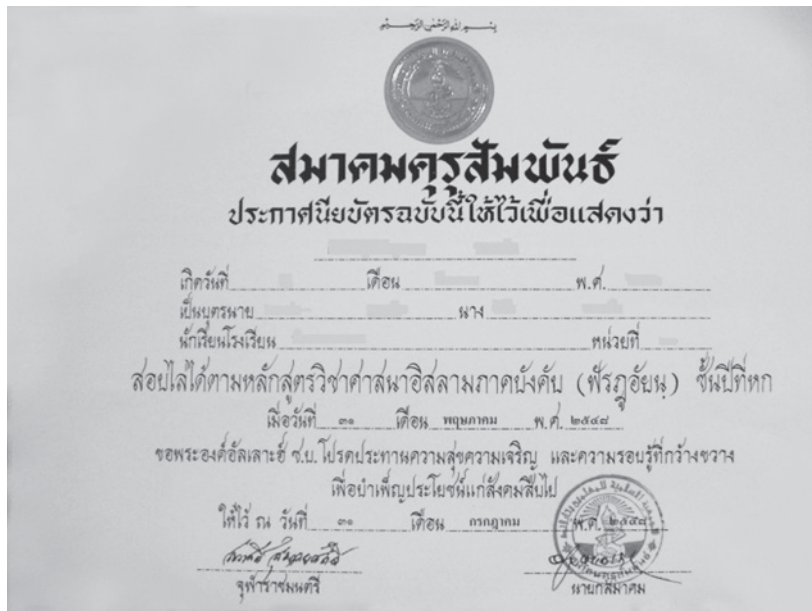 بِسْمِ اللهِ الرَّحْمٰنِ الرَّحِيْمِ
สมาคมคุรุสัมพันธ์
ประกาศนียบัตรฉบับนี้ให้ไว้เพื่อแสดงว่า
เกิดวันที่ เดือน พ.ศ.
เป็นบุตรนาย นาง
นักเรียนโรงเรียน หน่วยที่
สอบไล่ได้ตามหลักสูตรวิชาศาสนาอิสลามภาคบังคับ (ฟัรฎูอัยนฺ) ชั้นปีที่หก
เมื่อวันที่ ๓๑ เดือน พฤษภาคม พ.ศ. ๒๕๔๘
ขอพระองค์อัลเลาะฮ์ ซ.บ. โปรดประทานความสุขความเจริญ และความรอบรู้ที่กว้างขวาง
เพื่อบำเพ็ญประโยชน์แก่สังคมสืบไป
ให้ไว้ ณ วันที่ ๓๑ เดือน กรกฎาคม พ.ศ. ๒๕๔๘
จุฬาราชมนตรี นายกสมาคม